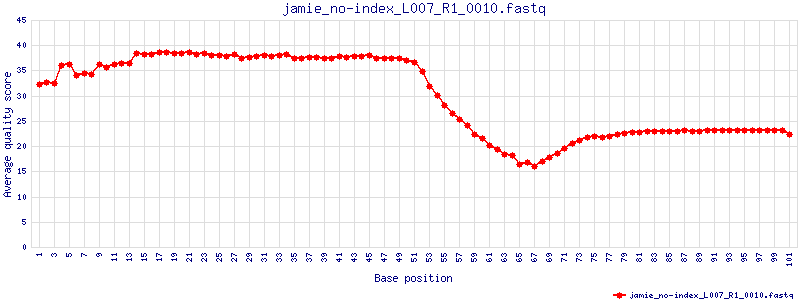 jamie_no-index_L007_R1_0010.fastq
45
40
35
30
25
20
15
10
5
0
Average quality score
1 3 5 7 9 11 13 15 17 19 21 23 25 27 29 31 33 35 37 39 41 43 45 47 49 51 53 55 57 59 61 63 65 67 69 71 73 75 77 79 81 83 85 87 89 91 93 95 97 99 101
Base position
jamie_no-index_L007_R1_0010.fastq